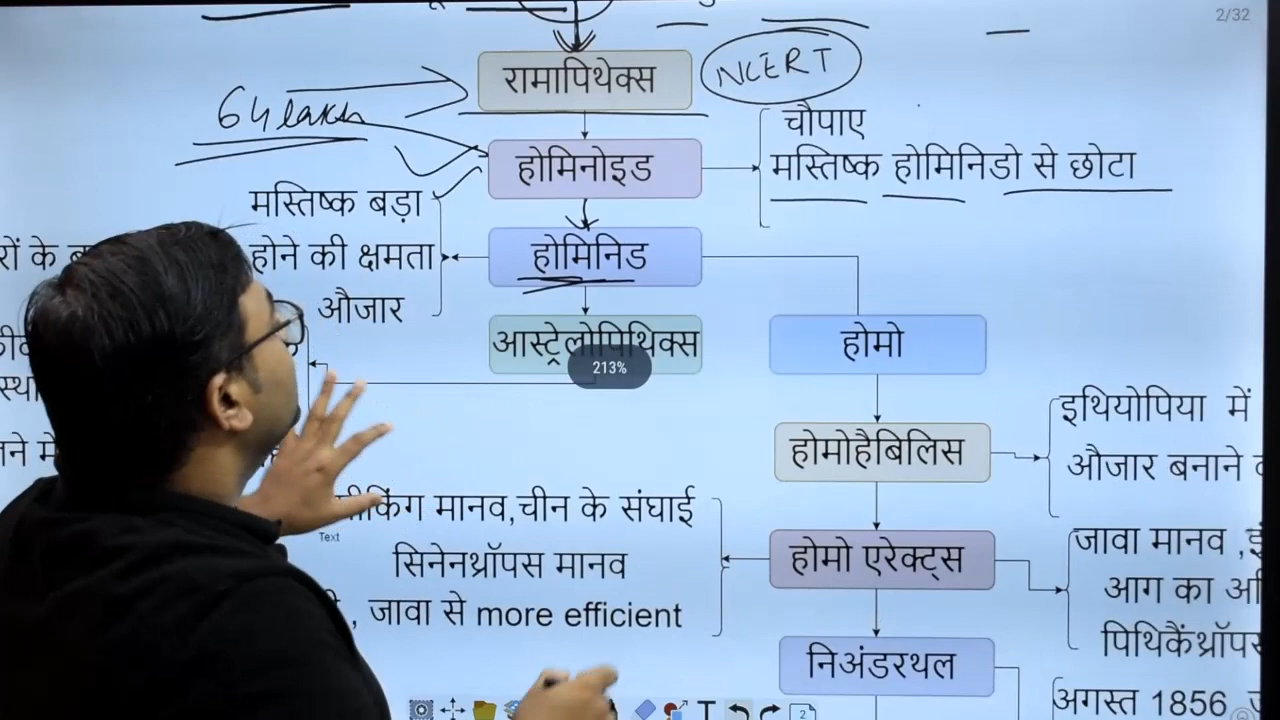 2/32
रामापिथेक्स
NCERT
64 lakh
चौपाए
होमिनोइड
मस्तिष्क होमिनिडो से छोटा
मस्तिष्क बड़ा
होमिनिड
होने की क्षमता
औजार
आस्ट्रेलोपिथिक्स
होमो
213%
होमोहैबिलिस
इथियोपिया में
औजार बनाने
मानव,चीन के संघाई
Text
होमो एरेक्ट्स
जावा मानव
सिनेनथ्रॉपस मानव
आग का
, जावा से more efficient
निअंडरथल
अगस्त 1856
T
2